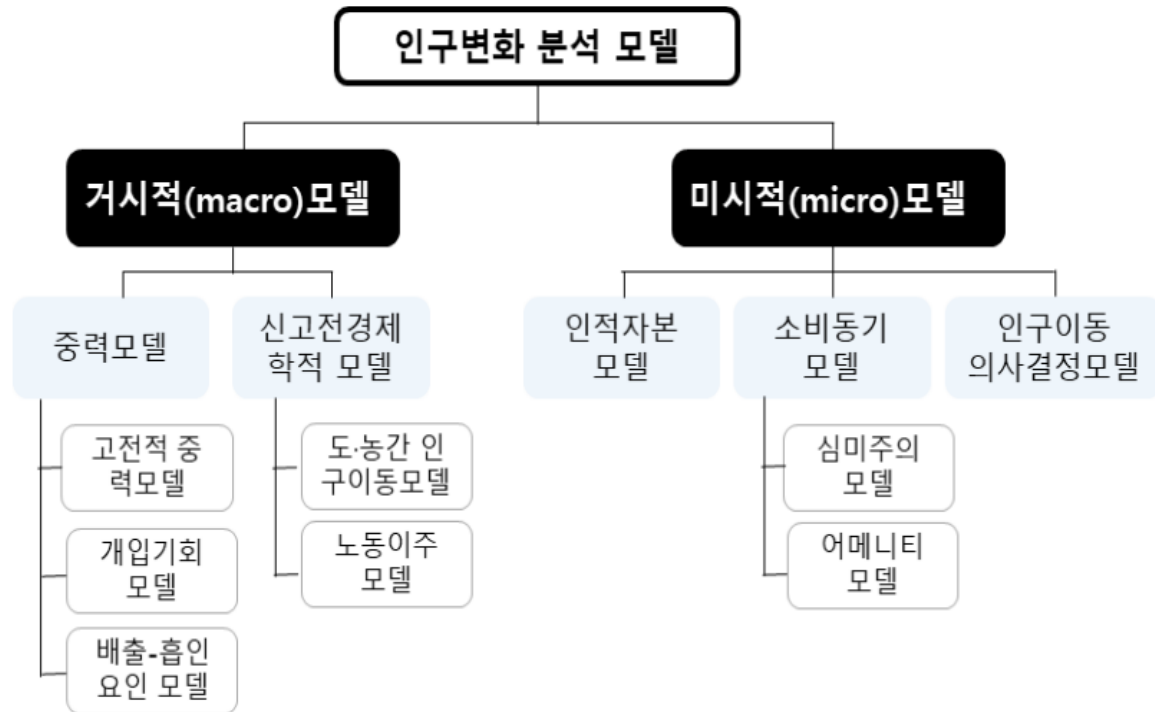 인구변화 분석 모델
거시적(macro)모델
미시적(micro)모델
중력모델
신고전경제
학적 모델
인적자본
모델
소비동기
모델
인구이동
의사결정모델
고전적 중
력모델
개입기회
모델
배출-흡인
요인 모델
도·농간 인
구이동모델
노동이주
모델
심미주의
모델
어메니티
모델